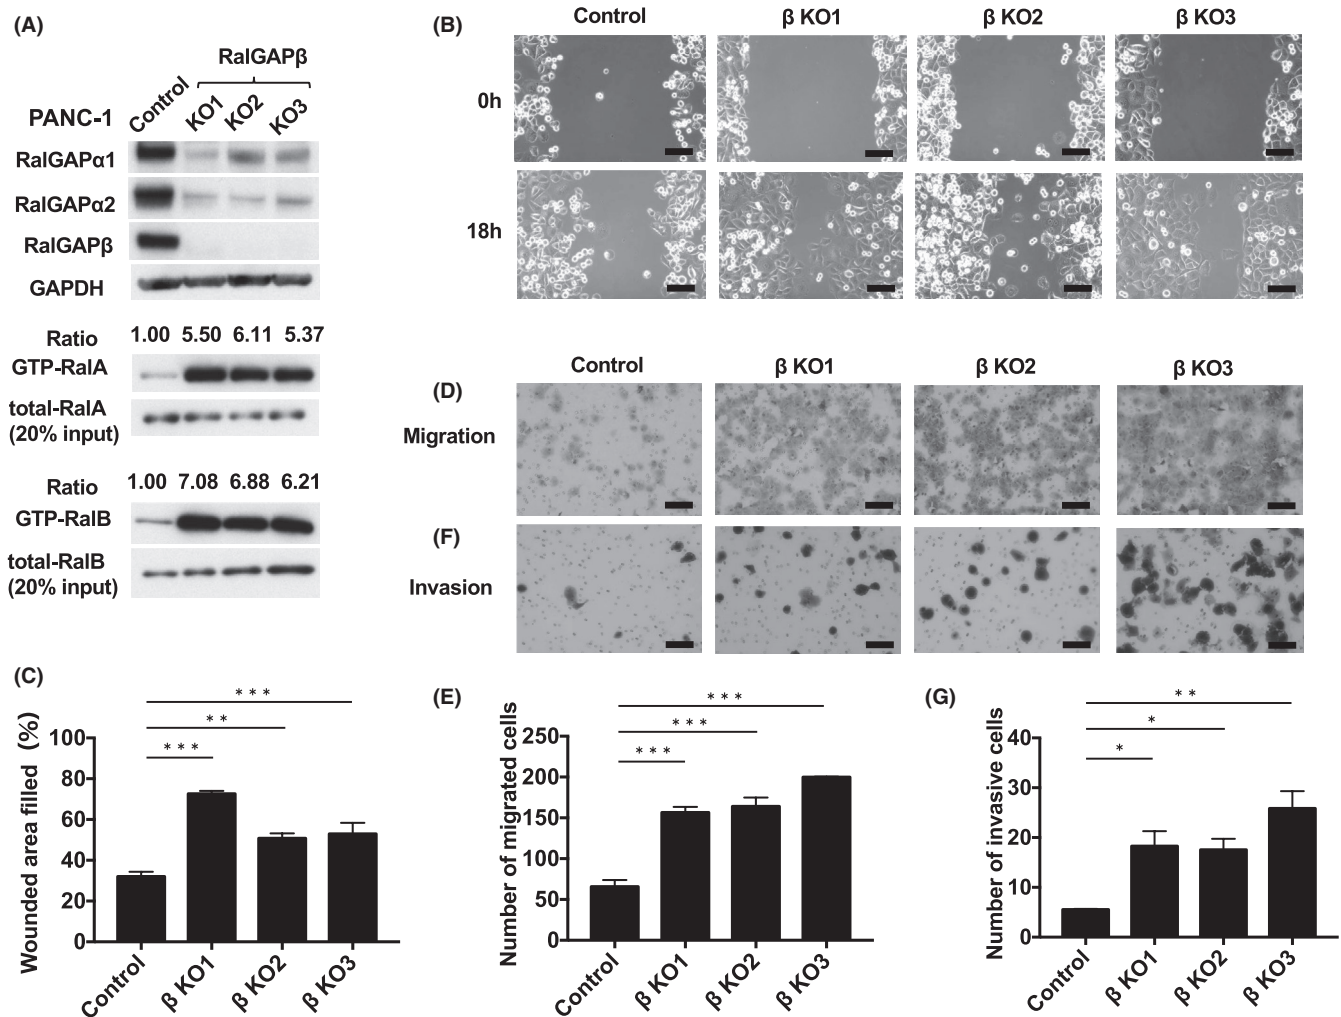 (A)
RalGAPβ
PANC-1 Control KO1 KO2 KO3
RalGAPα1
RalGAPα2
RalGAPβ
GAPDH
Ratio 1.00 5.50 6.11 5.37
GTP-RalA
total-RalA
(20% input)
Ratio 1.00 7.08 6.88 6.21
GTP-RalB
total-RalB
(20% input)
(B) Control β KO1 β KO2 β KO3
0h
18h
Control β KO1 β KO2 β KO3
(D)
Migration
(F)
Invasion
(C)
Wounded area filled (%)
100
80
60
40
20
0
* * *
* *
* * *
Control β KO1 β KO2 β KO3
(E)
Number of migrated cells
250
200
150
100
50
0
* * *
* * *
* * *
Control β KO1 β KO2 β KO3
(G)
Number of invasive cells
40
30
20
10
0
* *
*
*
Control β KO1 β KO2 β KO3